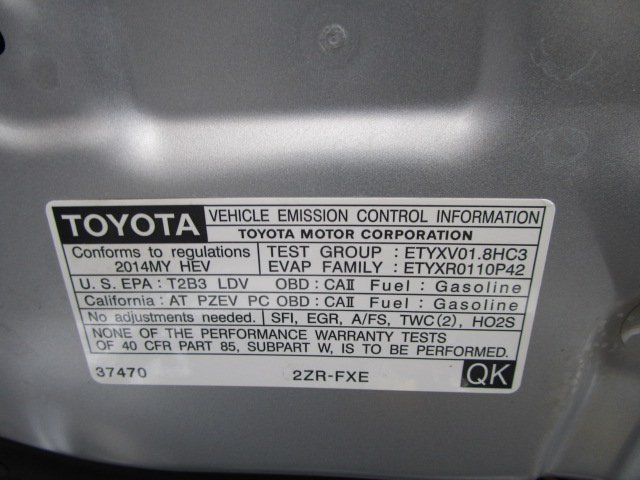 TOYOTA VEHICLE EMISSION CONTROL INFORMATION
TOYOTA MOTOR CORPORATION
Conforms to regulations TEST GROUP : ETYXV01.8HC3
2014MY HEV EVAP FAMILY : ETYXR0110P42
U. S. EPA : T2B3 LDV OBD : CAII Fuel : Gasoline
California : AT PZEV PC OBD : CAII Fuel : Gasoline
No adjustments needed. SFI, EGR, A/FS, TWC(2), HO2S
NONE OF THE PERFORMANCE WARRANTY TESTS
OF 40 CFR PART 85, SUBPART W, IS TO BE PERFORMED.
37470 2ZR-FXE QK